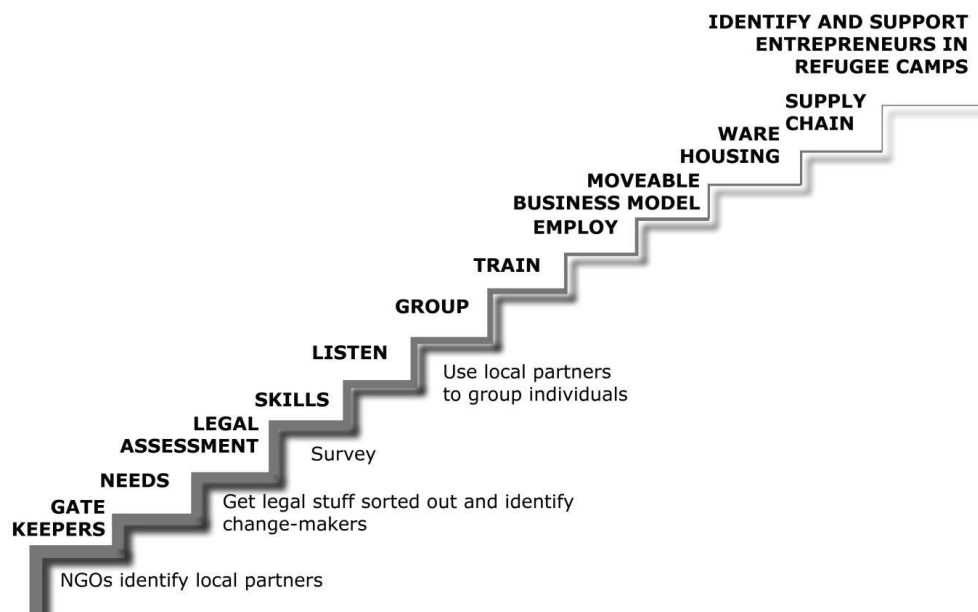 IDENTIFY AND SUPPORT
ENTREPRENEURS IN
REFUGEE CAMPS
SUPPLY
CHAIN
WARE
HOUSING
MOVEABLE
BUSINESS MODEL
EMPLOY
TRAIN
GROUP
LISTEN
Use local partners
to group individuals
SKILLS
LEGAL
ASSESSMENT
Survey
NEEDS
Get legal stuff sorted out and identify
change-makers
GATE
KEEPERS
NGOs identify local partners